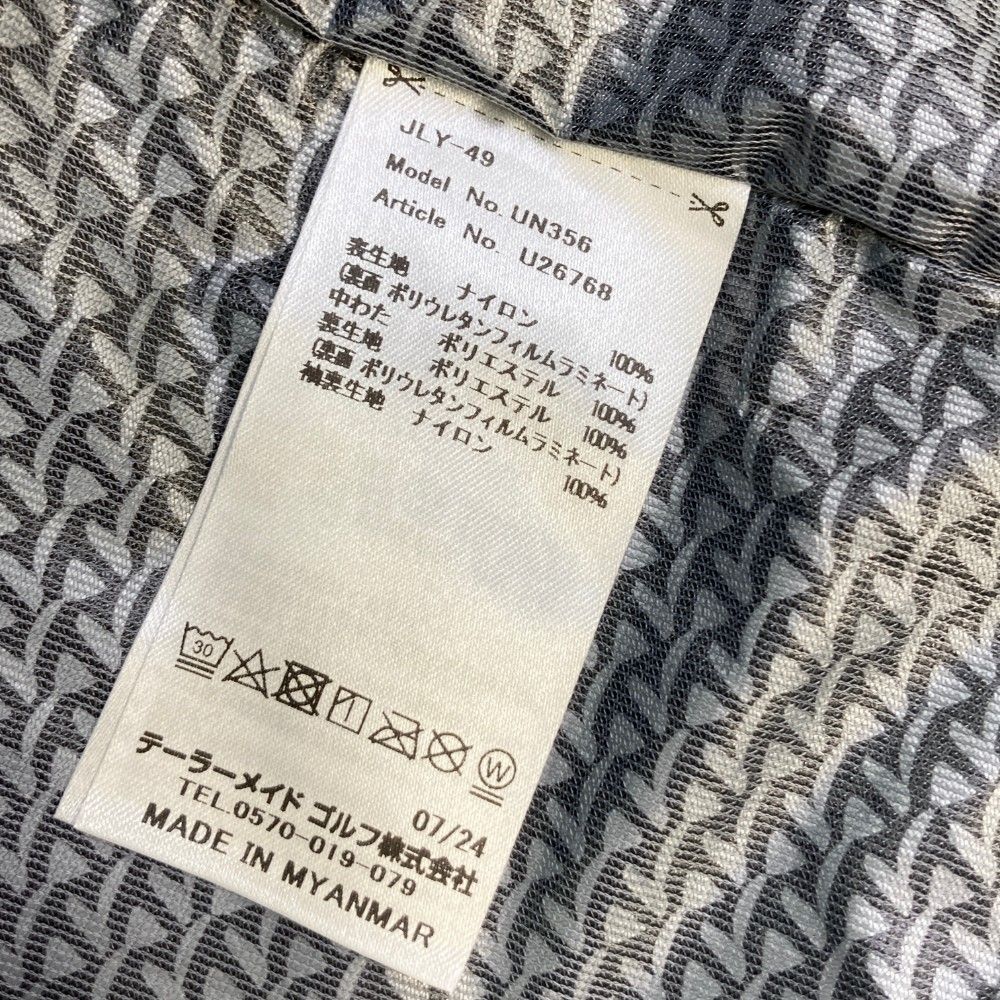 JLY-49
Model No. UN356
Article No. U26768
表生地 ナイロン 100%
(裏面 ポリウレタンフィルムラミネート)
中わた ポリエステル 100%
表生地 ポリエステル 100%
(裏面 ポリウレタンフィルムラミネート)
袖表生地 ナイロン 100%
30
W
07/24
テーラーメイド ゴルフ株式会社
TEL.0570-019-079
MADE IN MYANMAR